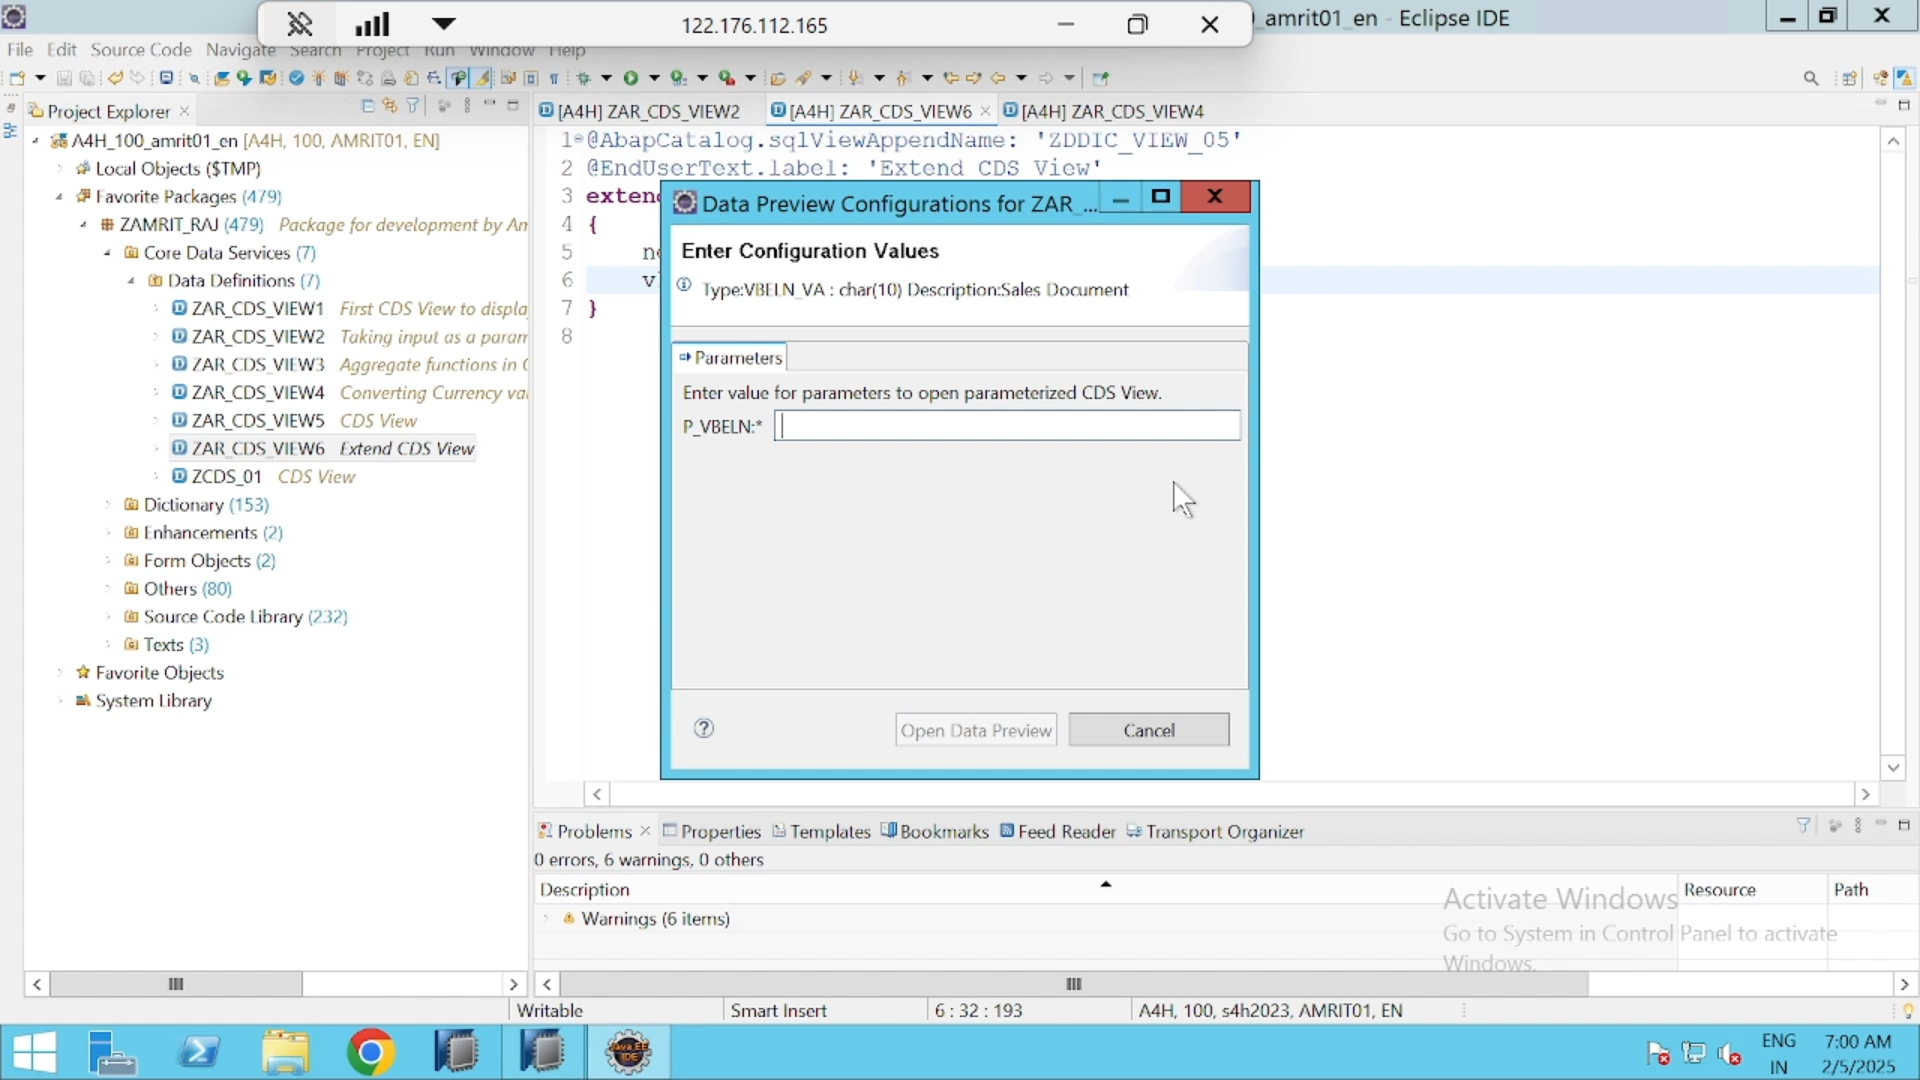 122.176.112.165
_amrit01_en - Eclipse IDE
File Edit Source Code Navigate Search Project Run Window Help
Project Explorer
[A4H] ZAR_CDS_VIEW2
[A4H] ZAR_CDS_VIEW6
[A4H] ZAR_CDS_VIEW4
A4H_100_amrit01_en [A4H, 100, AMRIT01, EN]
Local Objects ($TMP)
Favorite Packages (479)
ZAMRIT_RAJ (479) Package for development by Am
Core Data Services (7)
Data Definitions (7)
ZAR_CDS_VIEW1 First CDS View to displa
ZAR_CDS_VIEW2 Taking input as a param
ZAR_CDS_VIEW3 Aggregate functions in C
ZAR_CDS_VIEW4 Converting Currency val
ZAR_CDS_VIEW5 CDS View
ZAR_CDS_VIEW6 Extend CDS View
ZCDS_01 CDS View
Dictionary (153)
Enhancements (2)
Form Objects (2)
Others (80)
Source Code Library (232)
Texts (3)
Favorite Objects
System Library
1 @AbapCatalog.sqlViewAppendName: 'ZDDIC_VIEW_05'
2 @EndUserText.label: 'Extend CDS View'
3 exten
4 {
5
6
7 }
8
Data Preview Configurations for ZAR_...
Enter Configuration Values
Type:VBELN_VA : char(10) Description:Sales Document
Parameters
Enter value for parameters to open parameterized CDS View.
P_VBELN:*
Open Data Preview
Cancel
Problems Properties Templates Bookmarks Feed Reader Transport Organizer
0 errors, 6 warnings, 0 others
Description Resource Path
Warnings (6 items)
Activate Windows
Go to System in Control Panel to activate
Windows.
Writable Smart Insert 6 : 32 : 193 A4H, 100, s4h2023, AMRIT01, EN
ENG 7:00 AM
IN 2/5/2025